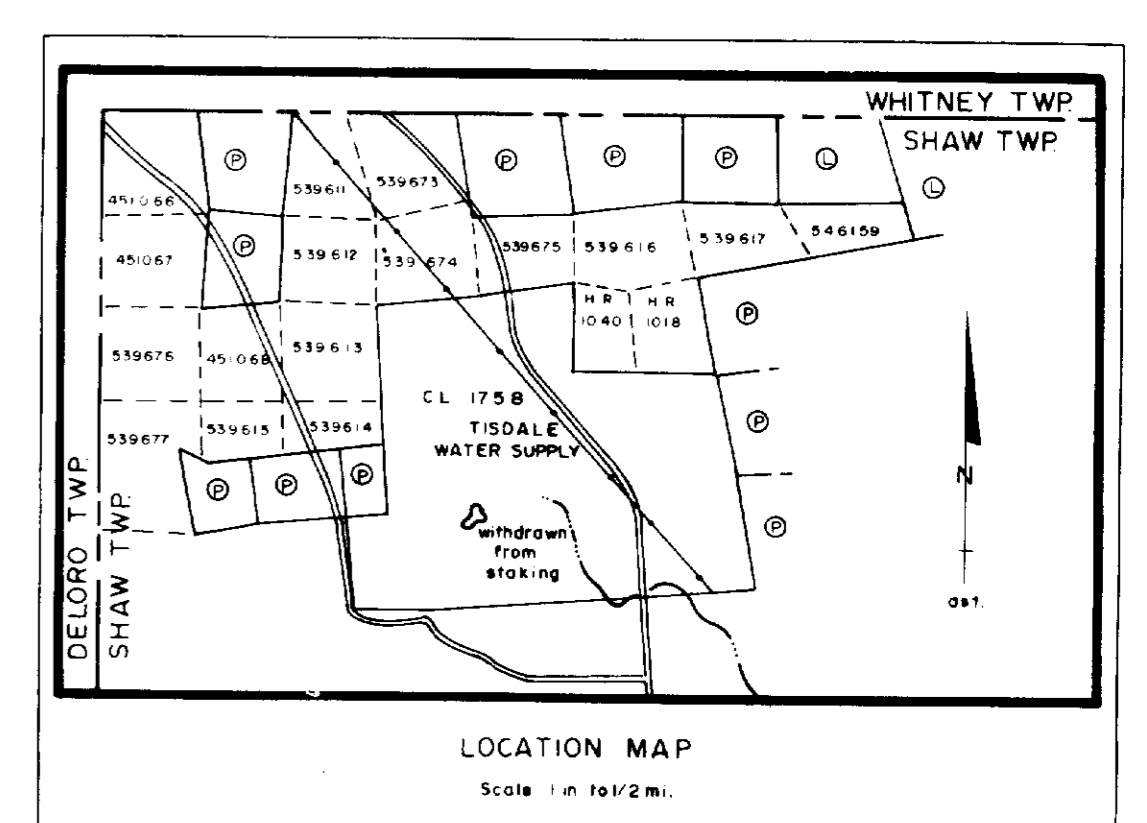 WHITNEY TWP.
SHAW TWP.
P
P
P
P
L
L
451066
539611
539673
451067
P
539612
539674
539675
539616
539617
546159
HR
1040
HR
1018
P
539676
451068
539613
CL 1758
TISDALE
WATER SUPPLY
P
539677
539615
539614
P
P
P
P
withdrawn
from
staking
N
DELORO TWP.
SHAW TWP.
LOCATION MAP
Scale 1 in to 1/2 mi.